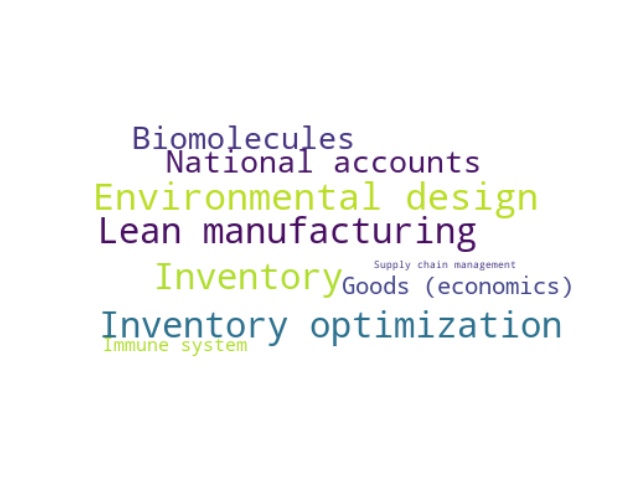 Biomolecules
National accounts
Environmental design
Lean manufacturing
Supply chain management
Inventory
Goods (economics)
Inventory optimization
Immune system